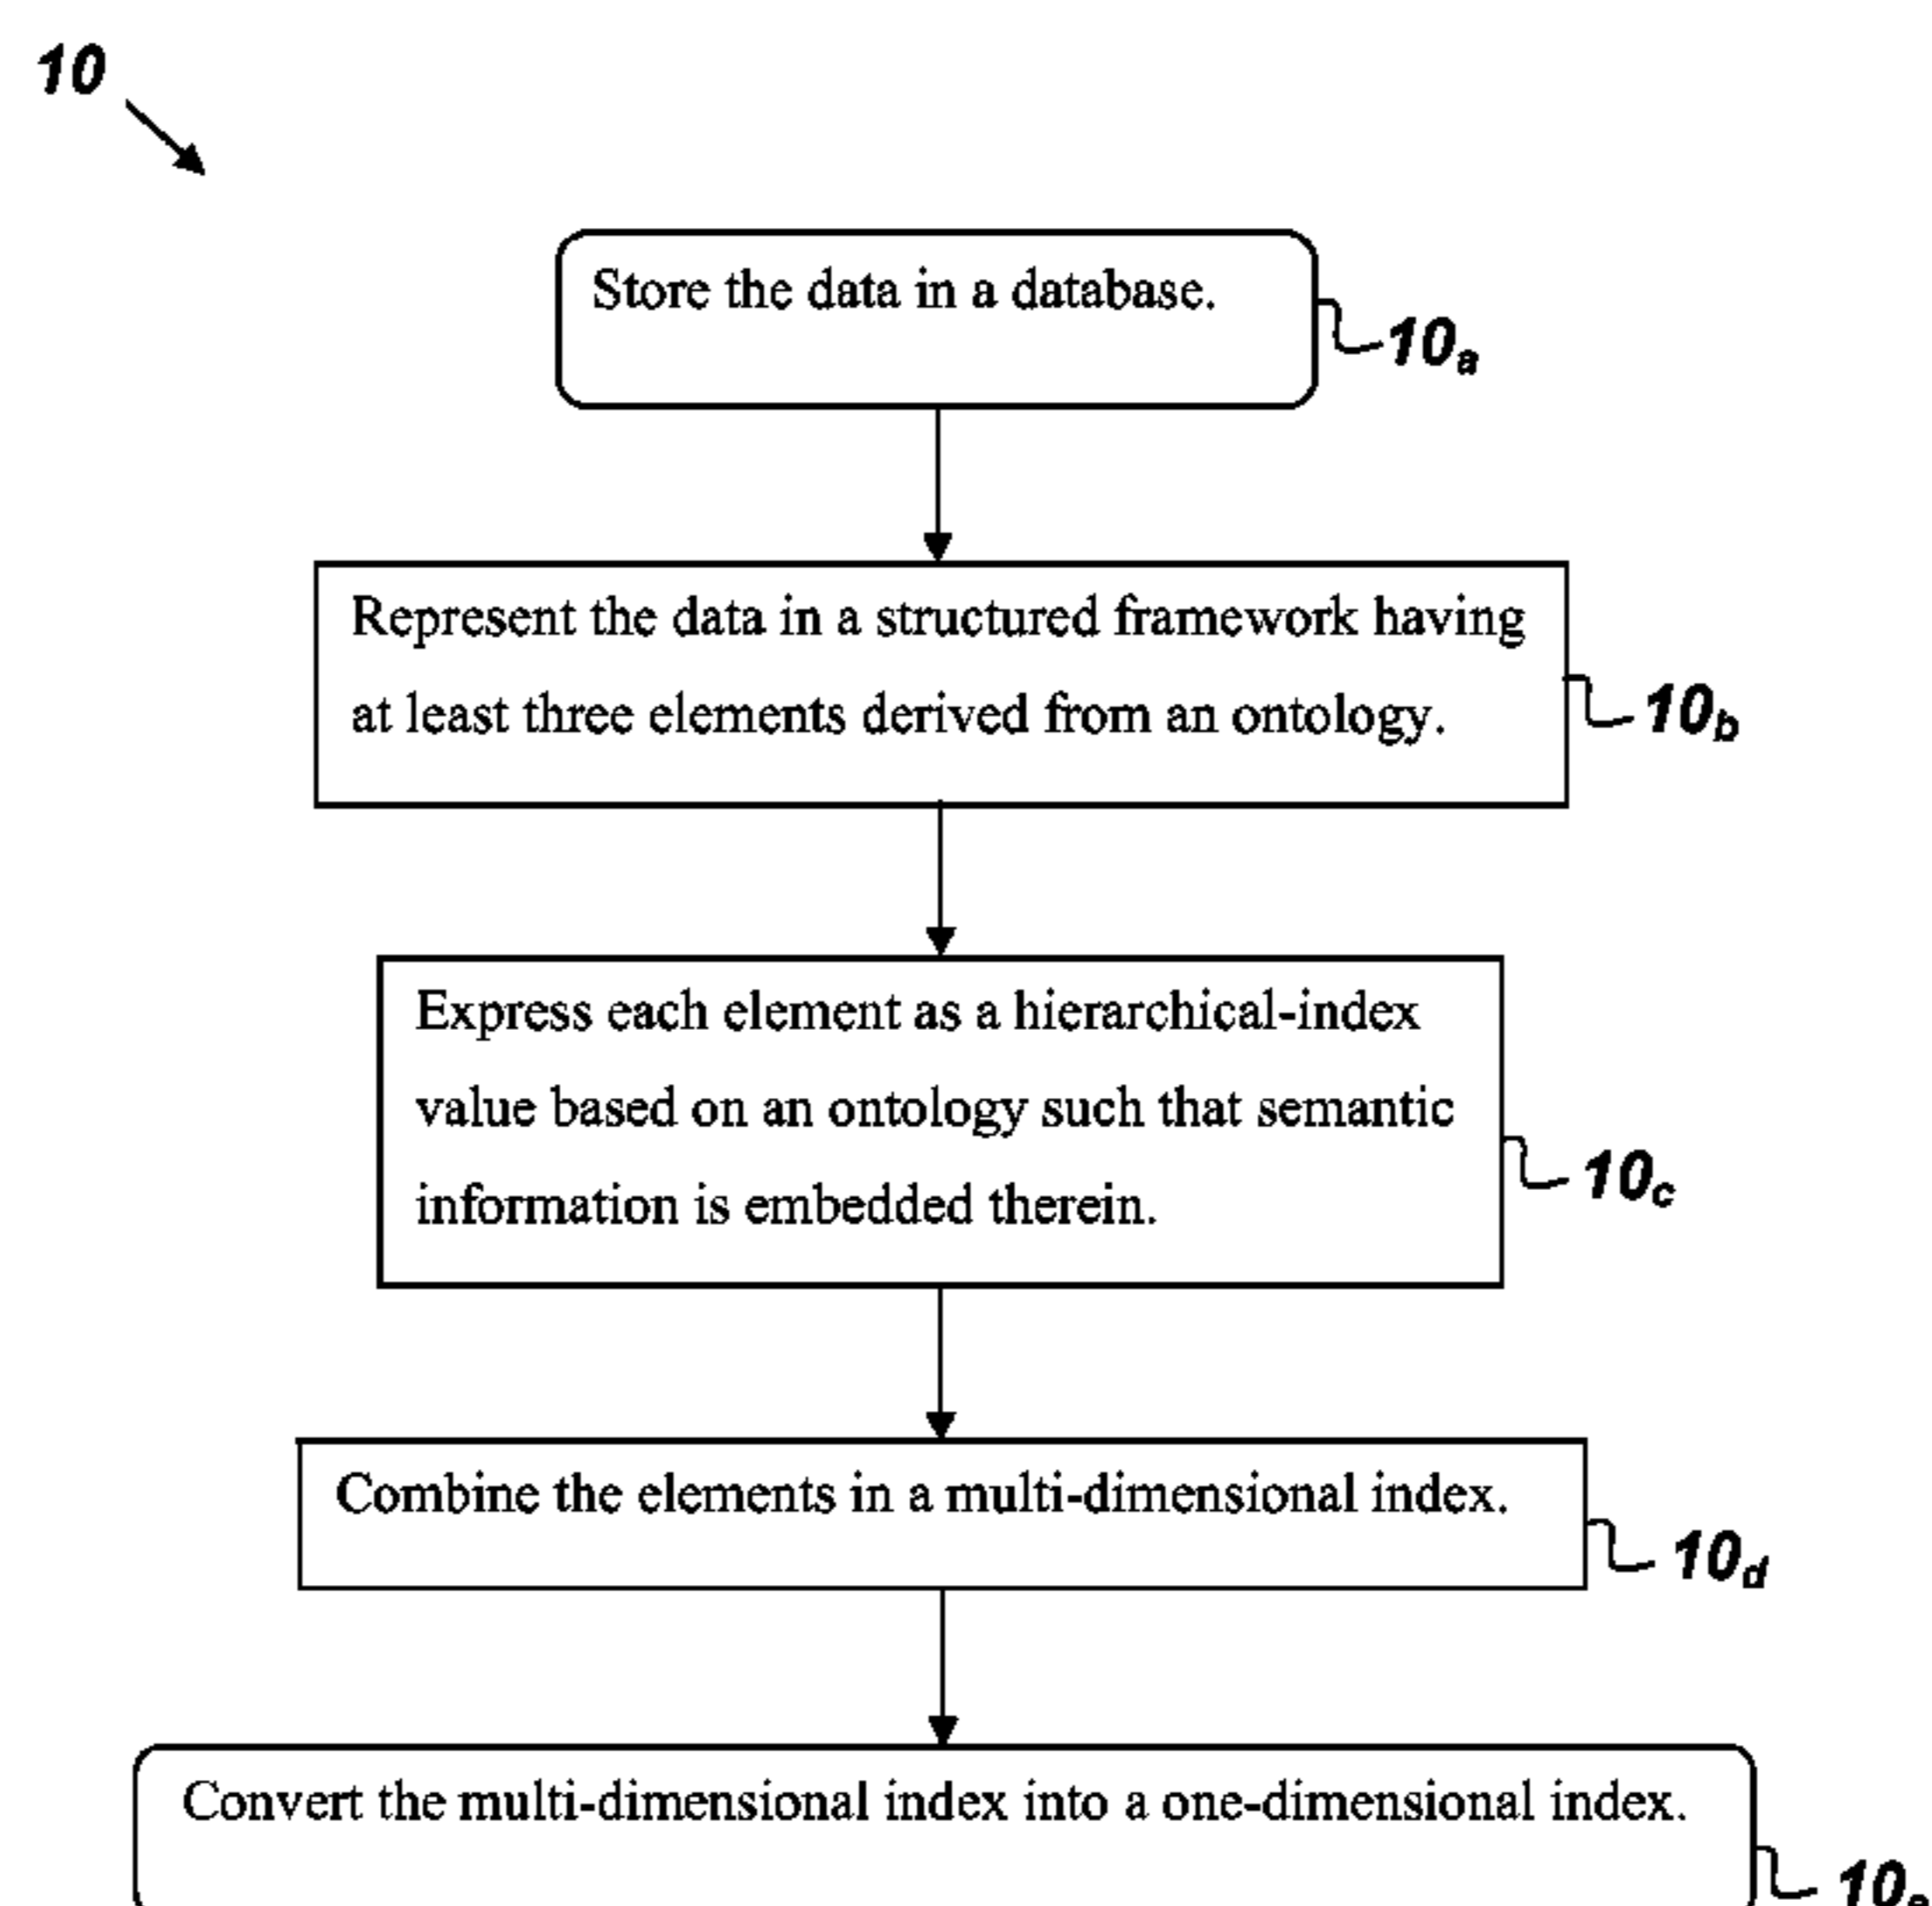 10
Store the data in a database.
10a
Represent the data in a structured framework having
at least three elements derived from an ontology.
10b
Express each element as a hierarchical-index
value based on an ontology such that semantic
information is embedded therein.
10c
Combine the elements in a multi-dimensional index.
10d
Convert the multi-dimensional index into a one-dimensional index.
10e